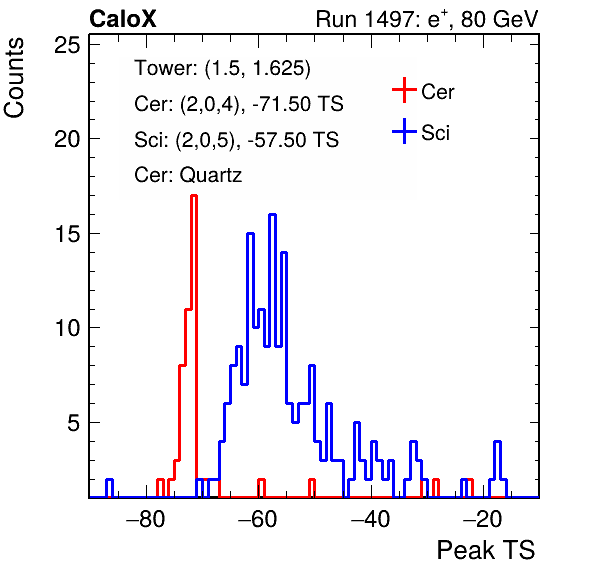 CaloX Run 1497: e⁺, 80 GeV
Counts
25
Tower: (1.5, 1.625)
Cer: (2,0,4), -71.50 TS
Sci: (2,0,5), -57.50 TS
Cer: Quartz
Cer
Sci
20
15
10
5
−80 −60 −40 −20
Peak TS